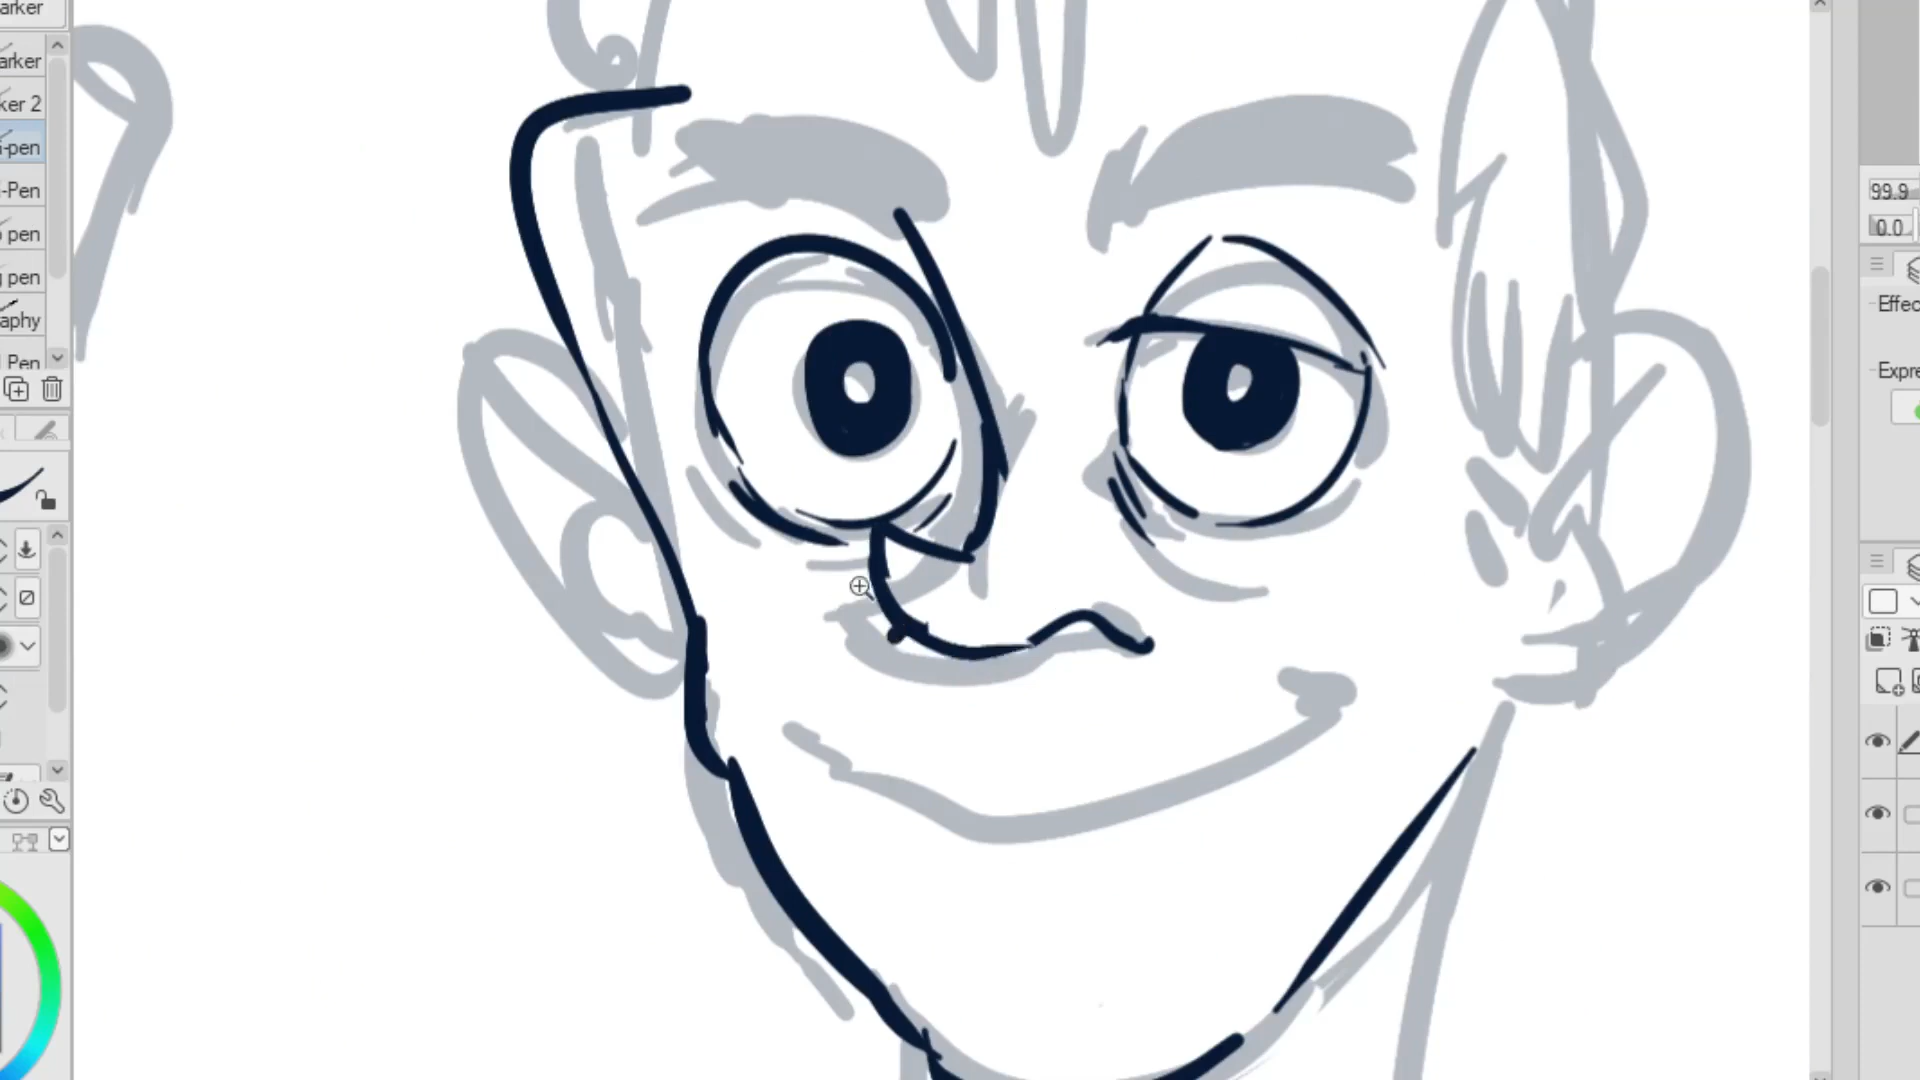 arker
arker
ker 2
-pen
-Pen
pen
g pen
aphy
Pen
99.9
0.0
Effec
Expre